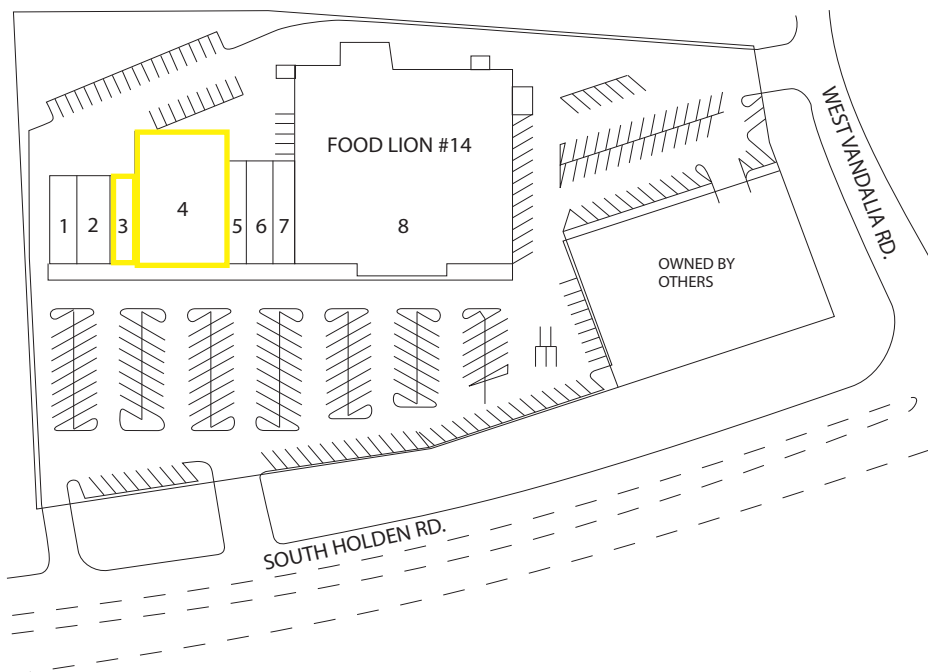 FOOD LION #14
1
2
3
4
5
6
7
8
OWNED BY
OTHERS
WEST VANDALIA RD.
SOUTH HOLDEN RD.